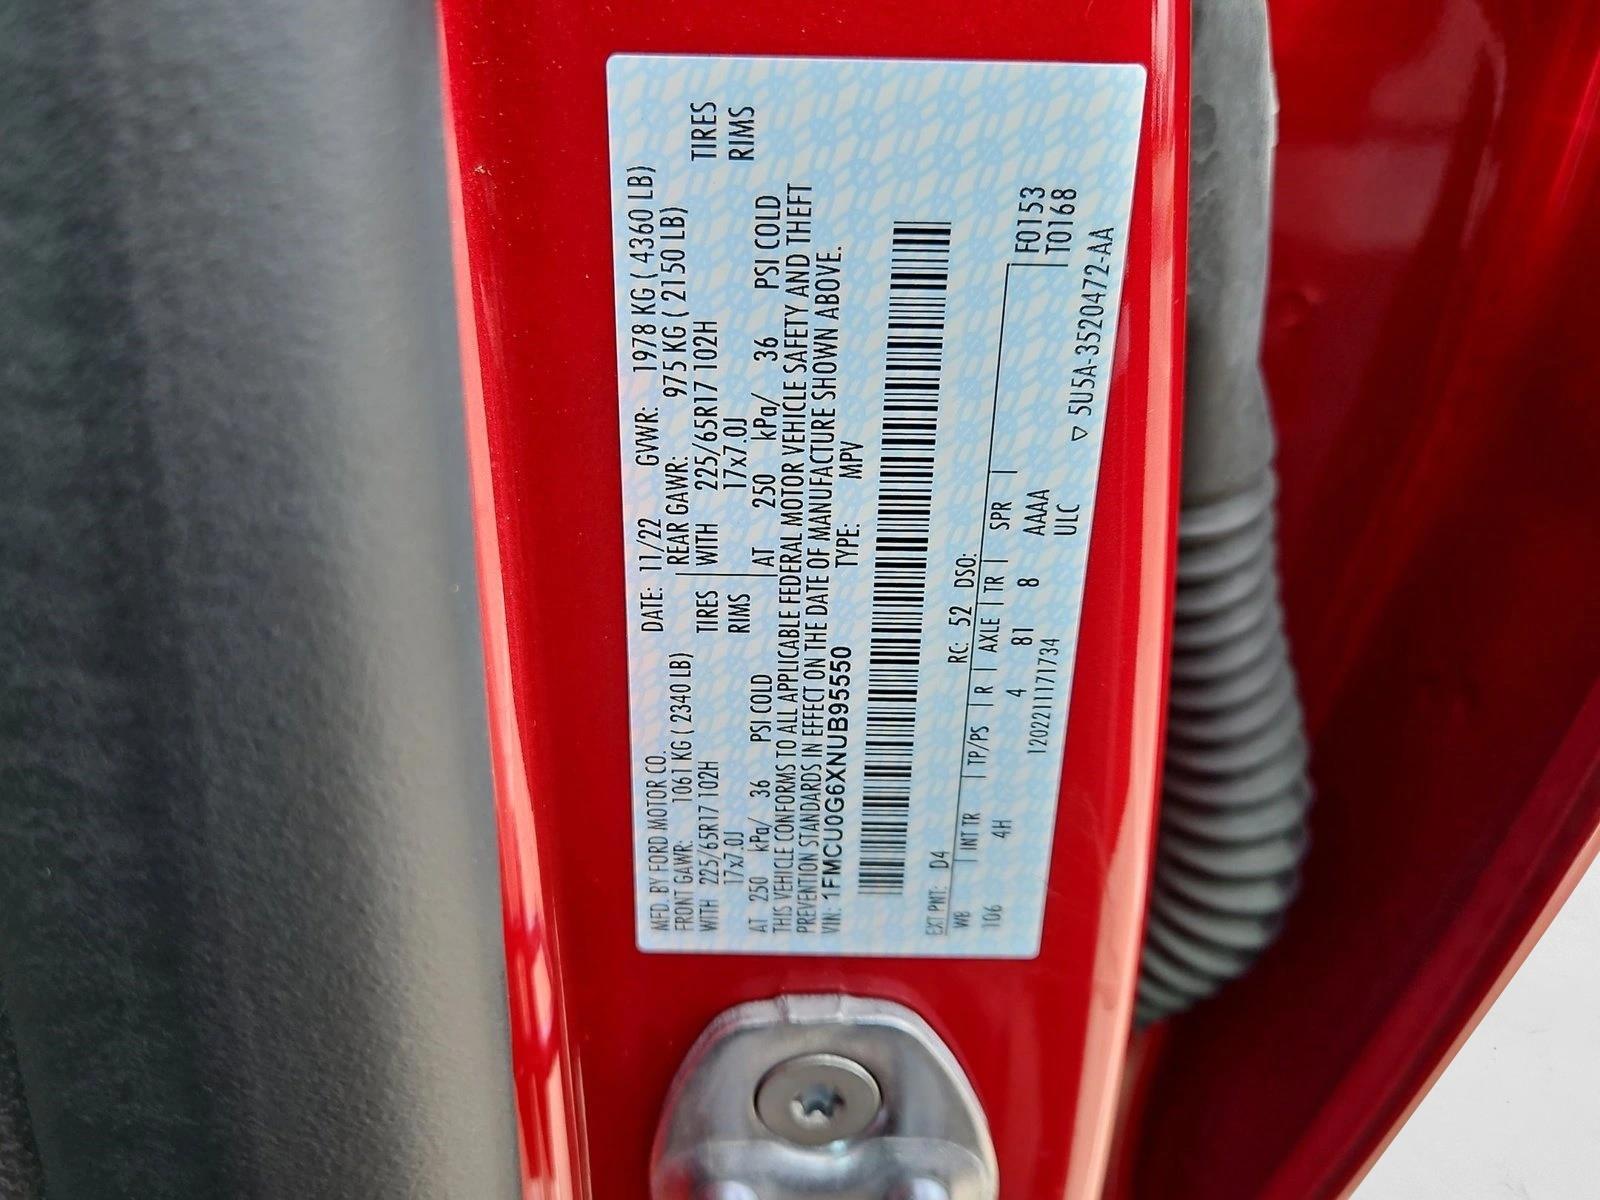 MFD. BY FORD MOTOR CO. DATE: 11/22 GVWR: 1978 KG ( 4360 LB)
FRONT GAWR: 1061 KG ( 2340 LB) REAR GAWR: 975 KG ( 2150 LB)
WITH 225/65R17 102H TIRES WITH 225/65R17 102H TIRES
17x7.0J RIMS 17x7.0J RIMS
AT 250 kPa/ 36 PSI COLD AT 250 kPa/ 36 PSI COLD
THIS VEHICLE CONFORMS TO ALL APPLICABLE FEDERAL MOTOR VEHICLE SAFETY AND THEFT
PREVENTION STANDARDS IN EFFECT ON THE DATE OF MANUFACTURE SHOWN ABOVE.
VIN: 1FMCU0G6XNUB95550 TYPE: MPV
EXT PNT: D4 RC: 52 DSO:
WB INT TR TP/PS R AXLE TR SPR F0153
106 4H 4 81 8 AAAA T0168
1202211171734 ULC
▽ 5U5A-3520472-AA